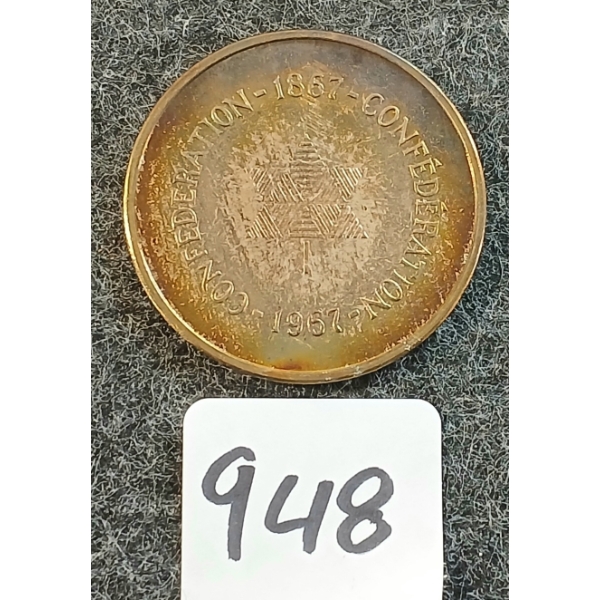 CONFEDERATION - 1867 - CONFÉDÉRATION - 1967 -
948